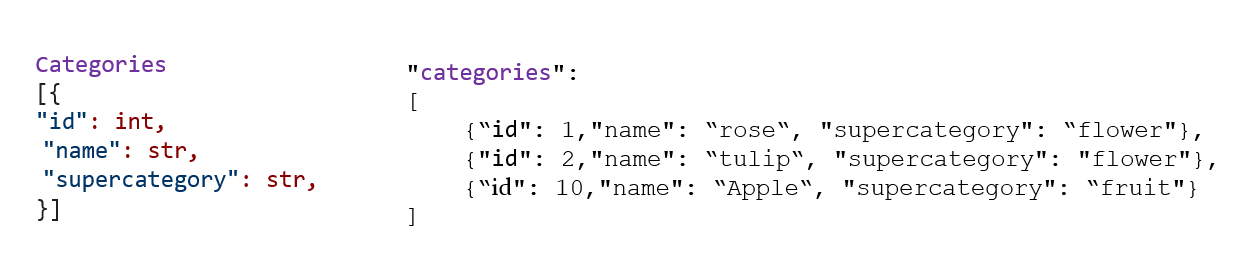 Categories
[{
"id": int,
"name": str,
"supercategory": str,
}]
"categories":
[
{“id": 1,"name": “rose“, "supercategory": “flower"},
{"id": 2,"name": “tulip“, "supercategory": "flower"},
{“id": 10,"name": “Apple“, "supercategory": “fruit"}
]